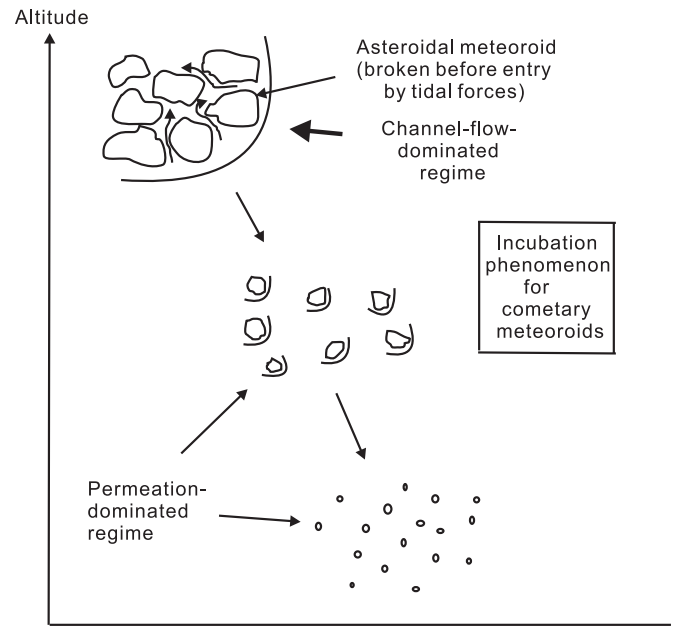 Altitude
Asteroidal meteoroid
(broken before entry
by tidal forces)
Channel-flow-
dominated
regime
Incubation
phenomenon
for
cometary
meteoroids
Permeation-
dominated
regime